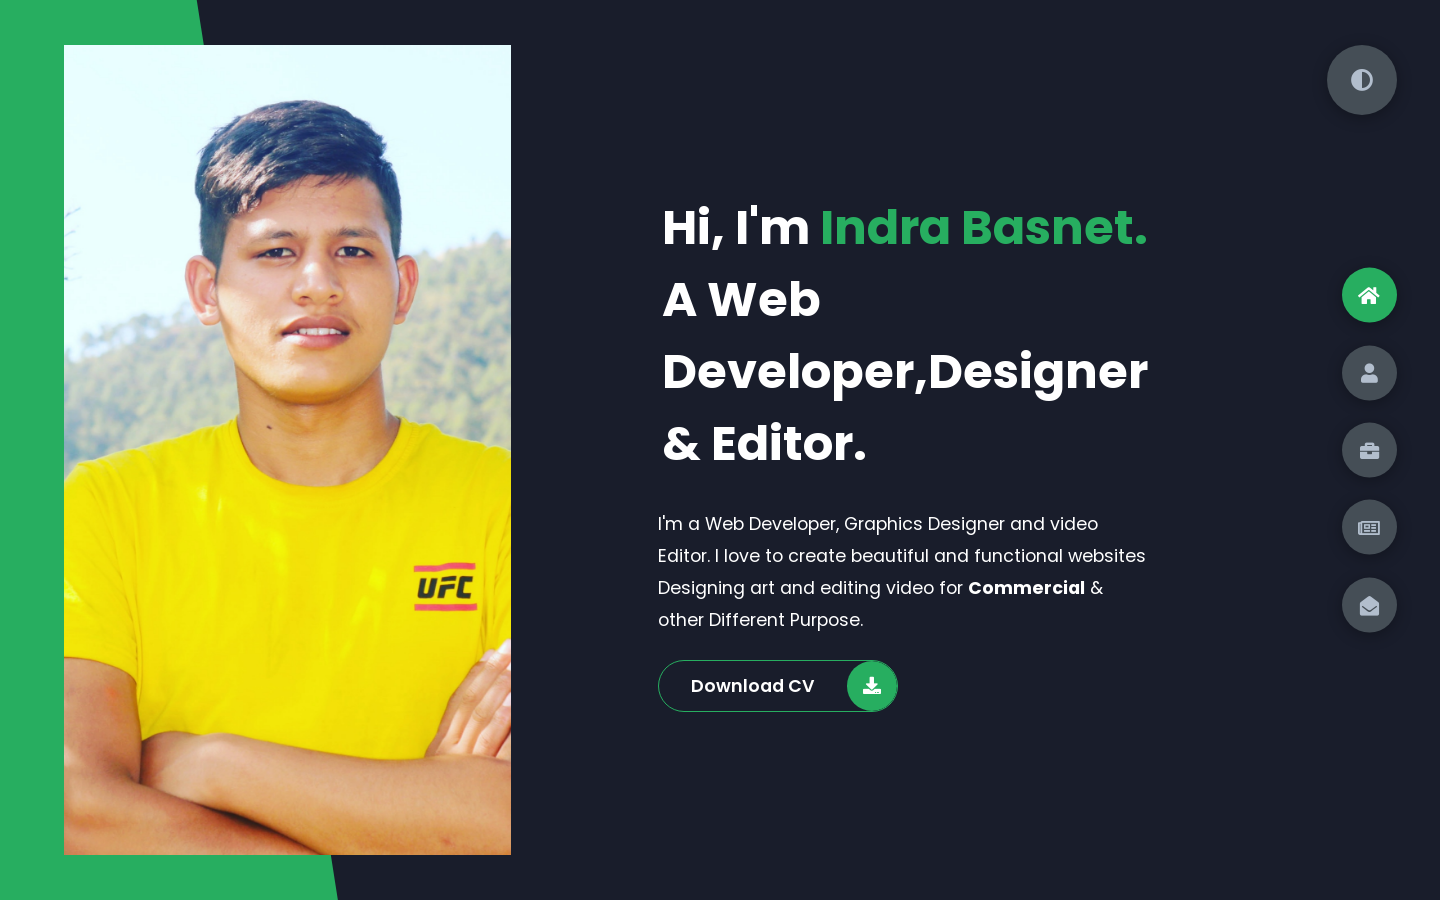 Hi, I'm Indra Basnet.
A Web
Developer,Designer
& Editor.
I'm a Web Developer, Graphics Designer and video
Editor. I love to create beautiful and functional websites
Designing art and editing video for Commercial &
other Different Purpose.
Download CV
UFC